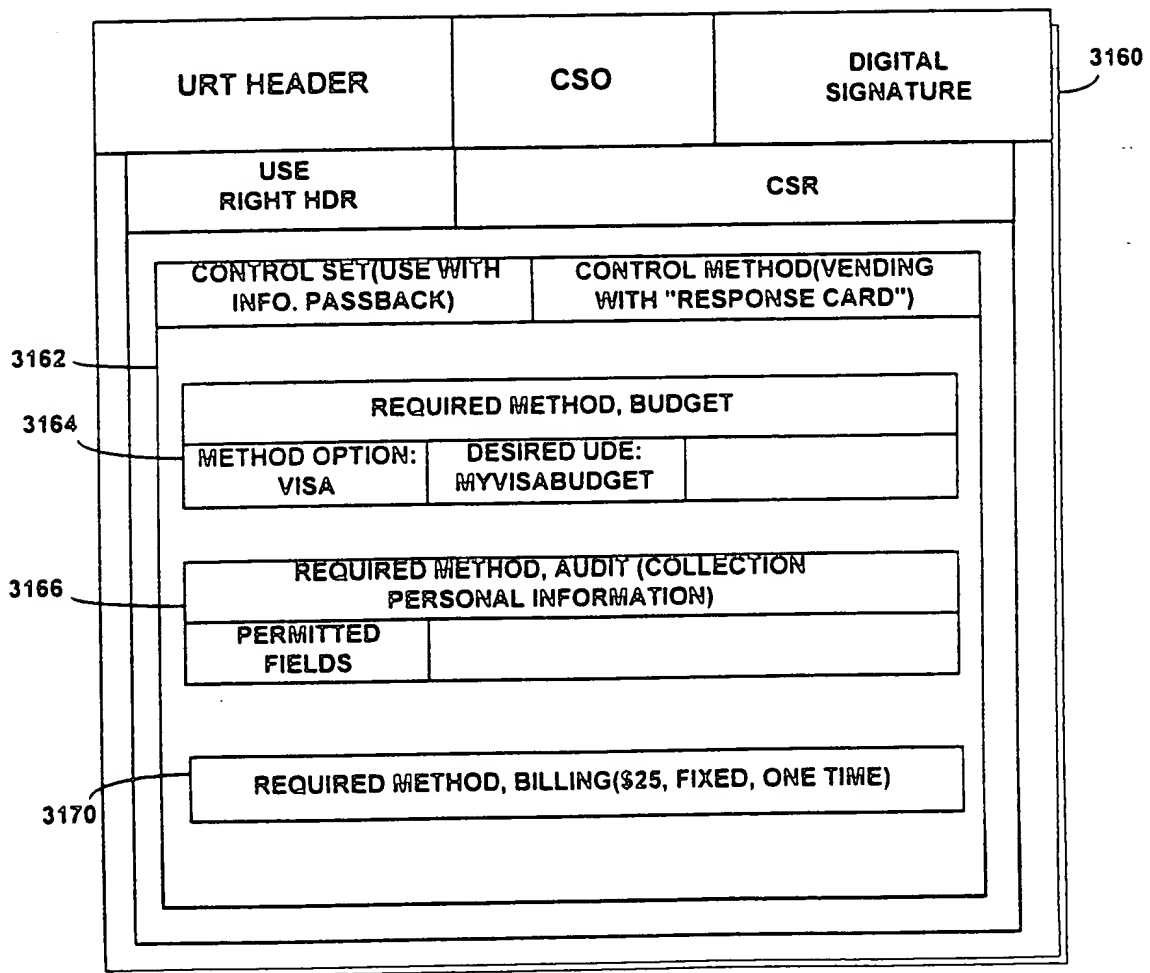 URT HEADER
CSO
DIGITAL
SIGNATURE
3160
USE
RIGHT HDR
CSR
CONTROL SET(USE WITH
INFO. PASSBACK)
CONTROL METHOD(VENDING
WITH "RESPONSE CARD")
3162
REQUIRED METHOD, BUDGET
3164
METHOD OPTION:
VISA
DESIRED UDE:
MYVISABUDGET
REQUIRED METHOD, AUDIT (COLLECTION
PERSONAL INFORMATION)
3166
PERMITTED
FIELDS
REQUIRED METHOD, BILLING($25, FIXED, ONE TIME)
3170